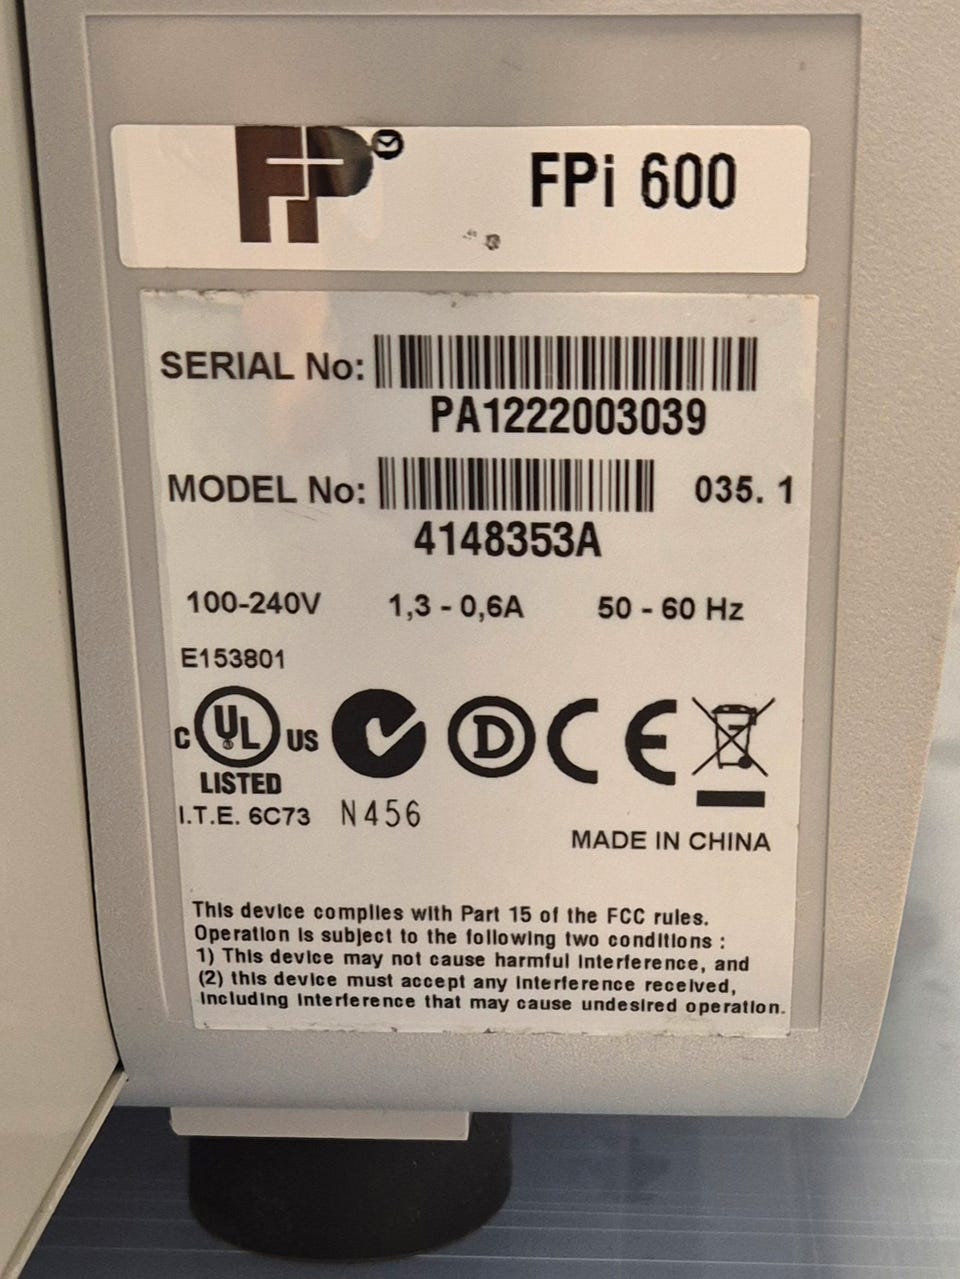 FP FPi 600
SERIAL No:
PA1222003039
MODEL No: 035. 1
4148353A
100-240V 1,3 - 0,6A 50 - 60 Hz
E153801
C UL US D CE
LISTED
I.T.E. 6C73 N456
MADE IN CHINA
This device complies with Part 15 of the FCC rules.
Operation is subject to the following two conditions :
1) This device may not cause harmful interference, and
(2) this device must accept any interference received,
including interference that may cause undesired operation.